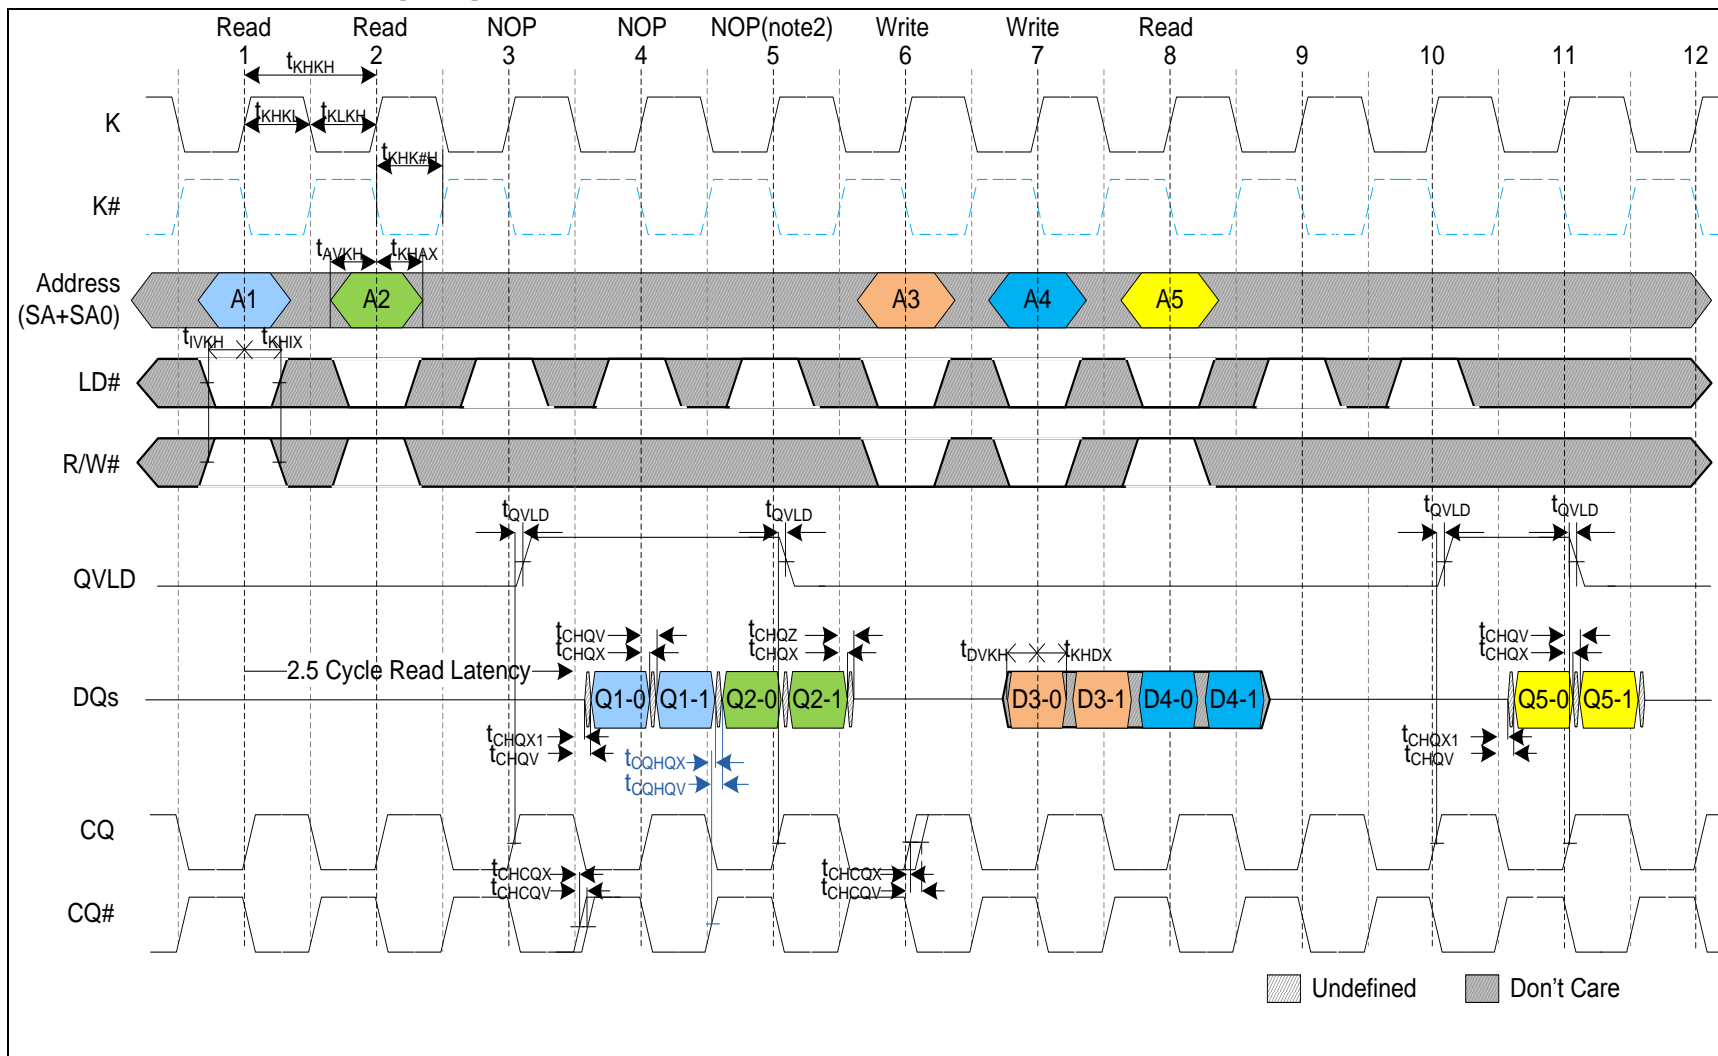 Read Read NOP NOP NOP(note2) Write Write Read
1 2 3 4 5 6 7 8 9 10 11 12
tKHKH
K
tKHKL tKLKH
tKHK#H
K#
tAVKH tKHAX
Address
(SA+SA0)
A1 A2 A3 A4 A5
tIVKH tKHIX
LD#
R/W#
tQVLD tQVLD tQVLD tQVLD
QVLD
tCHQV tCHQZ tCHQV
tCHQX tCHQX tDVKH tKHDX tCHQX
2.5 Cycle Read Latency
DQs
Q1-0 Q1-1 Q2-0 Q2-1 D3-0 D3-1 D4-0 D4-1 Q5-0 Q5-1
tCHQX1 tCHQX1
tCHQV tCHQV
tCQHQX
tCQHQV
CQ
tCHCQX tCHCQX
tCHCQV tCHCQV
CQ#
Undefined Don't Care